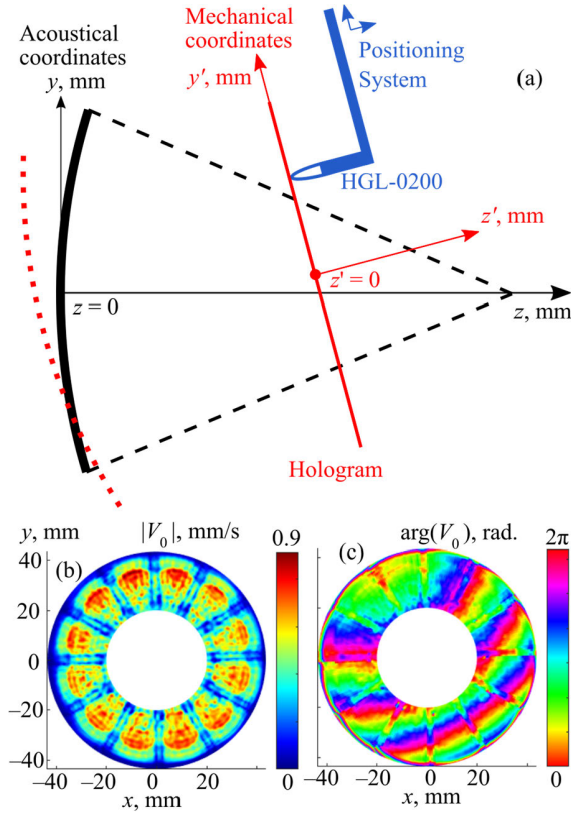 Acoustical
coordinates
y, mm
Mechanical
coordinates
y′, mm
Positioning
System
(a)
HGL-0200
z′, mm
z' = 0
z = 0
z, mm
Hologram
y, mm
|V₀|, mm/s
0.9
arg(V₀), rad.
2π
(b)
(c)
40
20
0
–20
–40
0
0
–40 –20 0 20 40
–40 –20 0 20
x, mm
x, mm